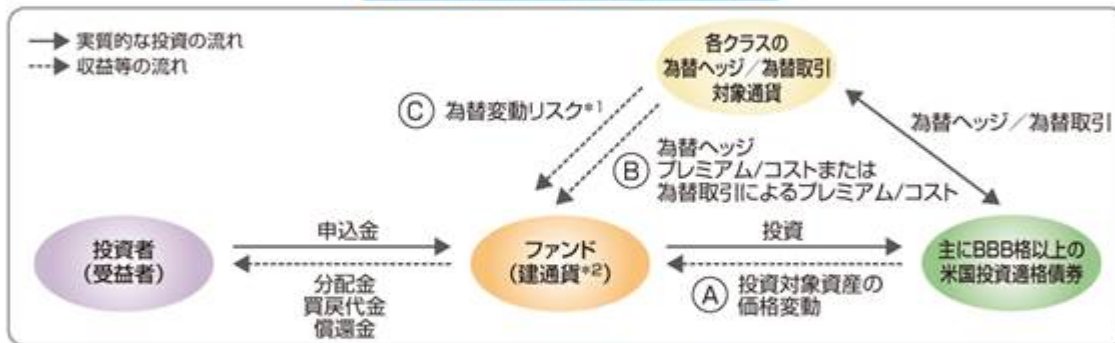 実質的な投資の流れ
収益等の流れ
各クラスの
為替ヘッジ／為替取引
対象通貨
C 為替変動リスク*1
為替ヘッジ／為替取引
B 為替ヘッジ
プレミアム/コストまたは
為替取引によるプレミアム/コスト
投資者
（受益者）
申込金
分配金
買戻代金
償還金
ファンド
（建通貨*2）
投資
A 投資対象資産の
価格変動
主にBBB格以上の
米国投資適格債券